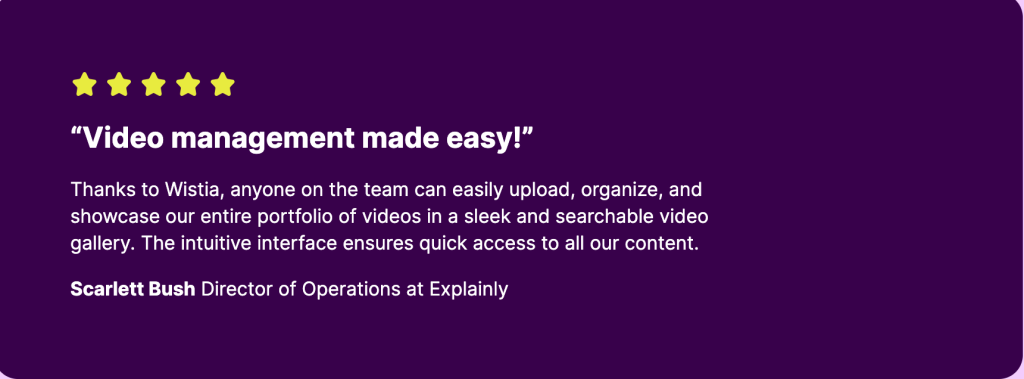 “Video management made easy!”
Thanks to Wistia, anyone on the team can easily upload, organize, and
showcase our entire portfolio of videos in a sleek and searchable video
gallery. The intuitive interface ensures quick access to all our content.
Scarlett Bush Director of Operations at Explainly